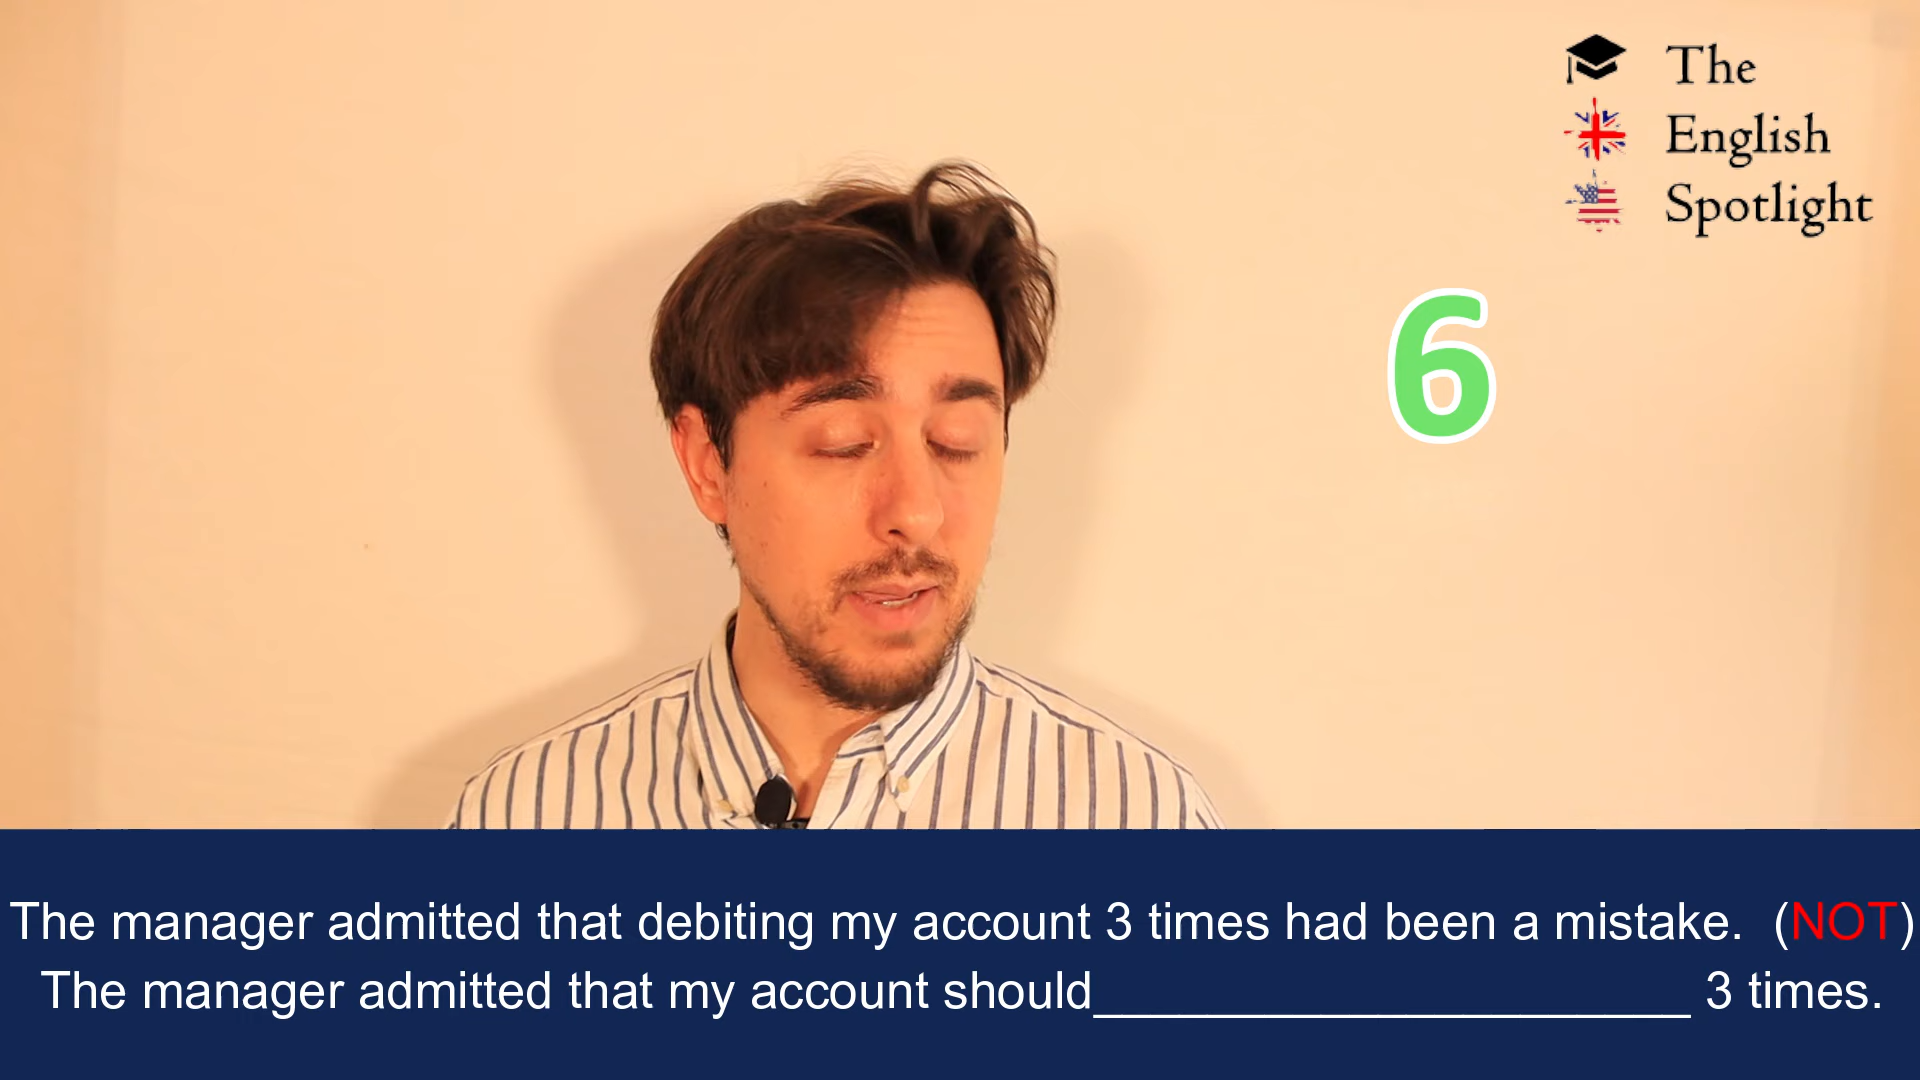 The
English
Spotlight
6
The manager admitted that debiting my account 3 times had been a mistake. (NOT)
The manager admitted that my account should_____________________ 3 times.